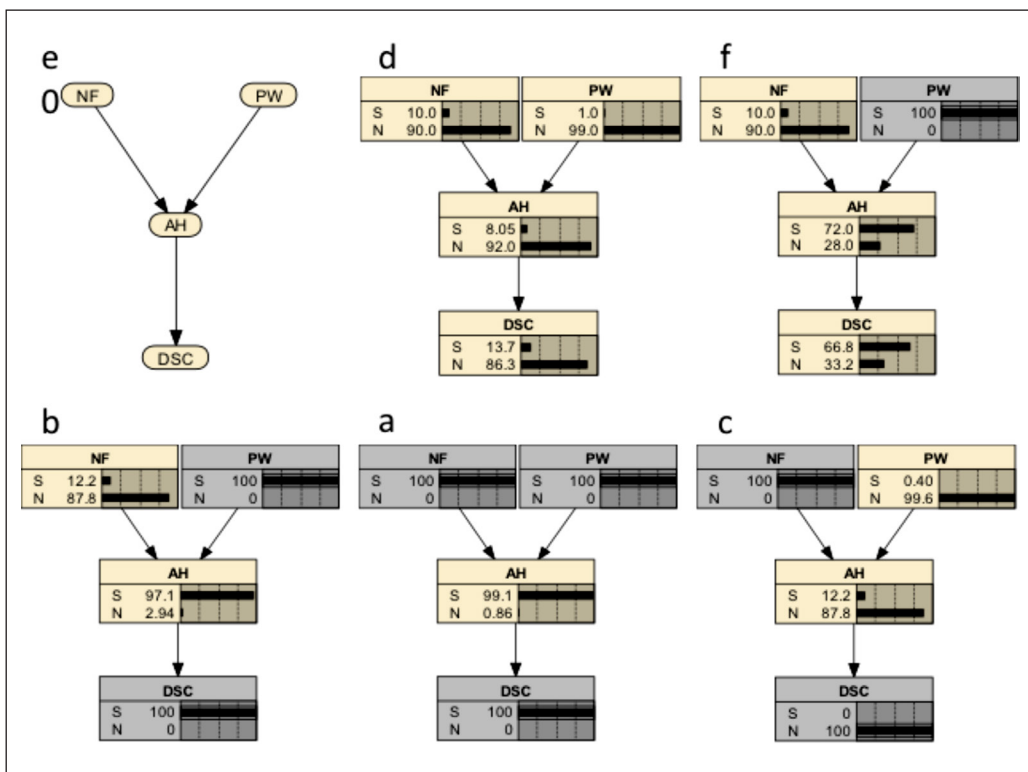 e
0 NF PW
AH
DSC
d
NF PW
S 10.0 S 1.0
N 90.0 N 99.0
AH
S 8.05
N 92.0
DSC
S 13.7
N 86.3
f
NF PW
S 10.0 S 100
N 90.0 N 0
AH
S 72.0
N 28.0
DSC
S 66.8
N 33.2
b
NF PW
S 12.2 S 100
N 87.8 N 0
AH
S 97.1
N 2.94
DSC
S 100
N 0
a
NF PW
S 100 S 100
N 0 N 0
AH
S 99.1
N 0.86
DSC
S 100
N 0
c
NF PW
S 100 S 0.40
N 0 N 99.6
AH
S 12.2
N 87.8
DSC
S 0
N 100